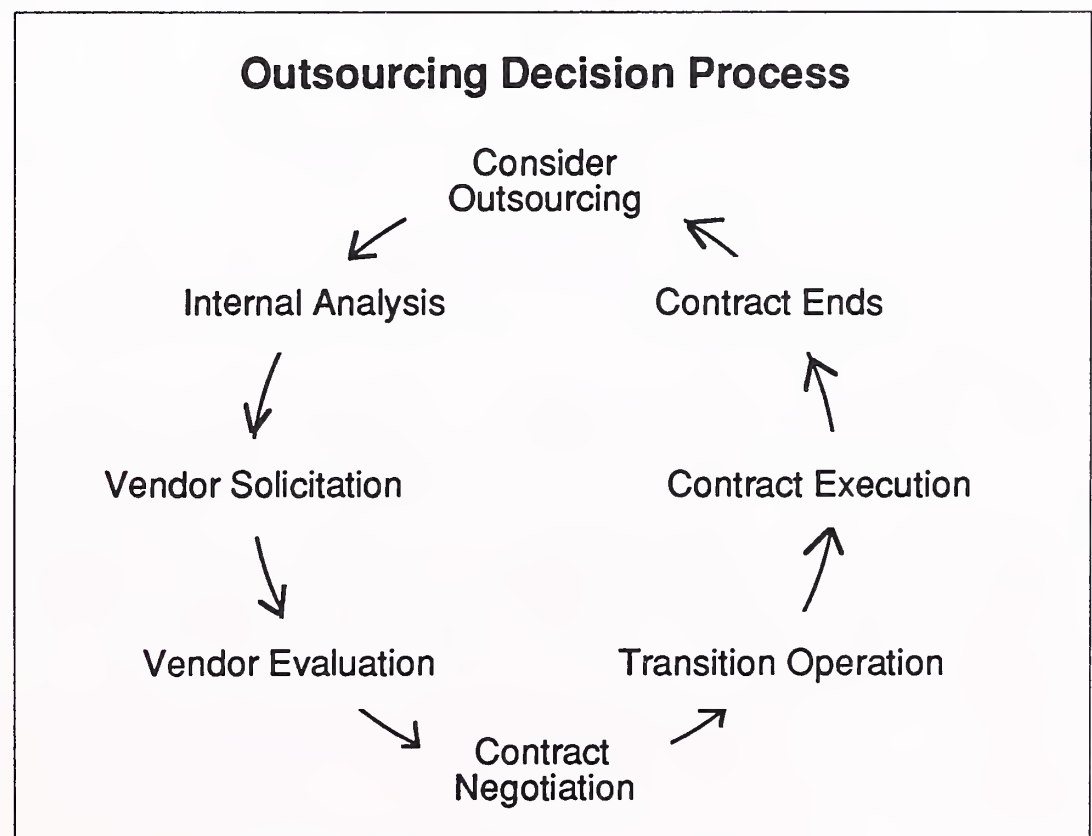 Outsourcing Decision Process
Consider
Outsourcing
Internal Analysis
Vendor Solicitation
Vendor Evaluation
Contract
Negotiation
Transition Operation
Contract Execution
Contract Ends